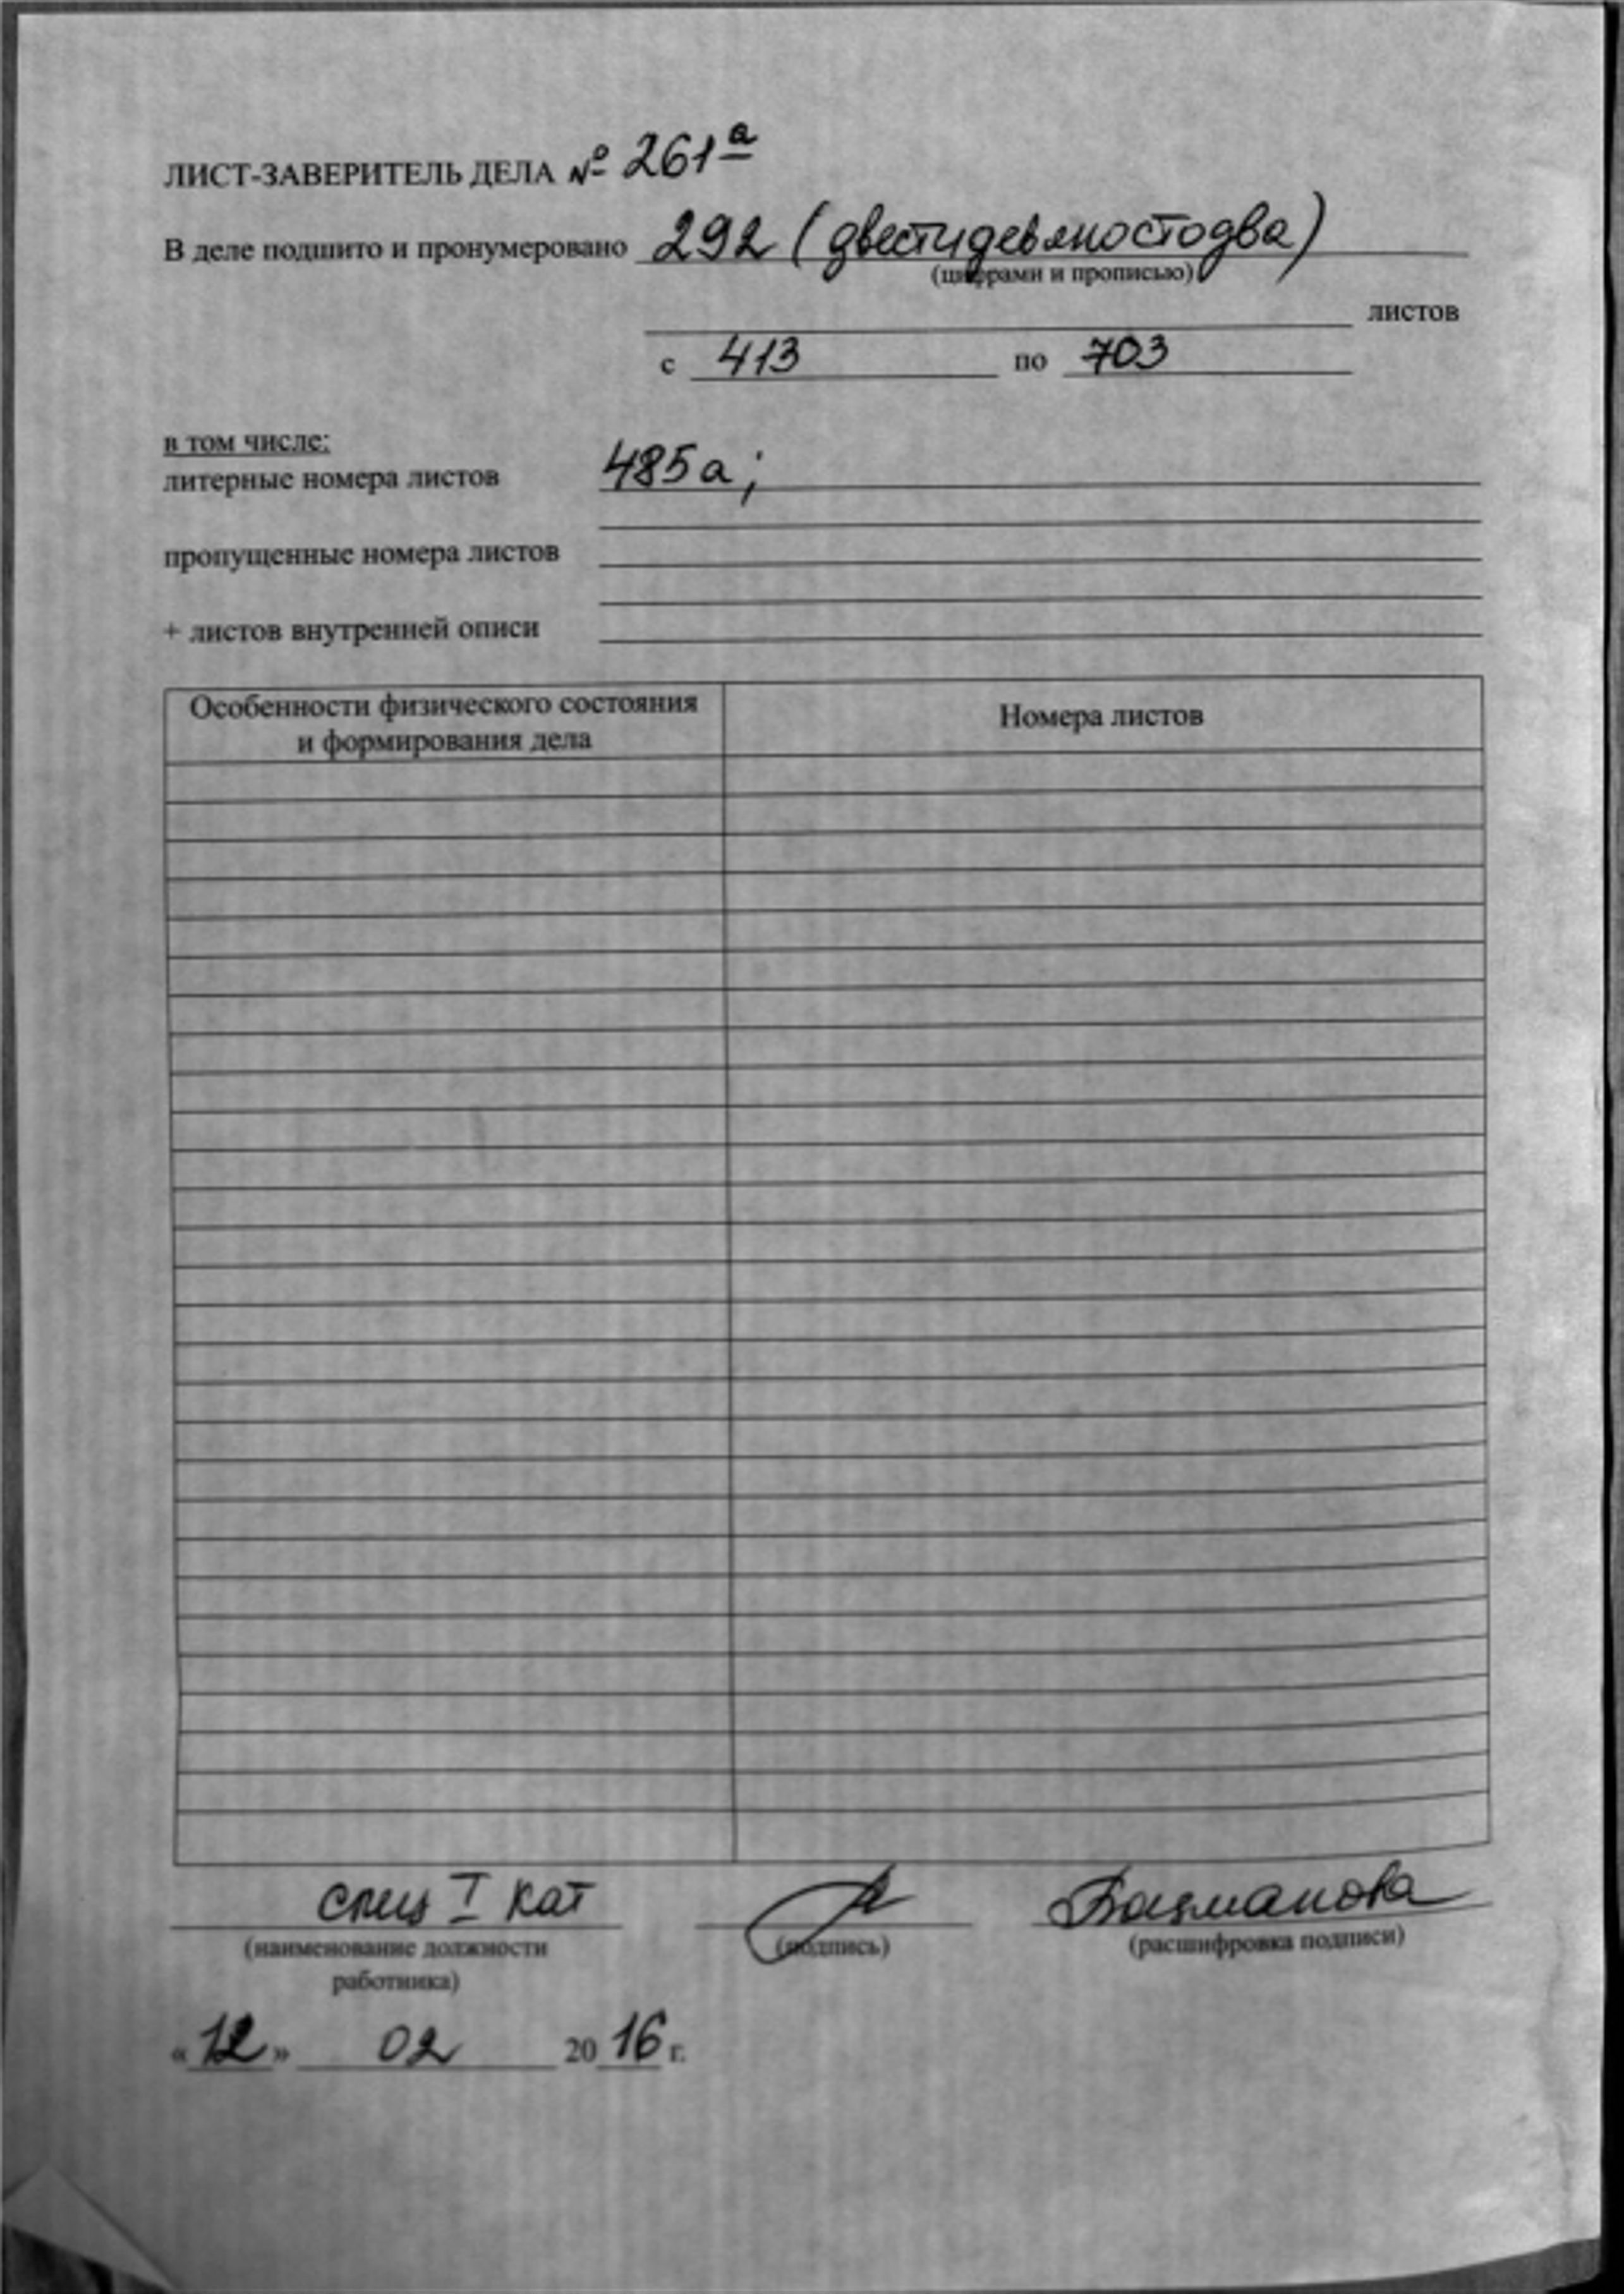 ЛИСТ-ЗАВЕРИТЕЛЬ ДЕЛА № 261а
В деле подшито и пронумеровано 292 (двестидевяностодва)
(цифрами и прописью)
листов
с 413 по 703
в том числе:
литерные номера листов 485а;
пропущенные номера листов
+ листов внутренней описи
Особенности физического состояния и формирования дела
Номера листов
спец I кат
(наименование должности работника)
(подпись)
(расшифровка подписи)
«12» 02 2016 г.